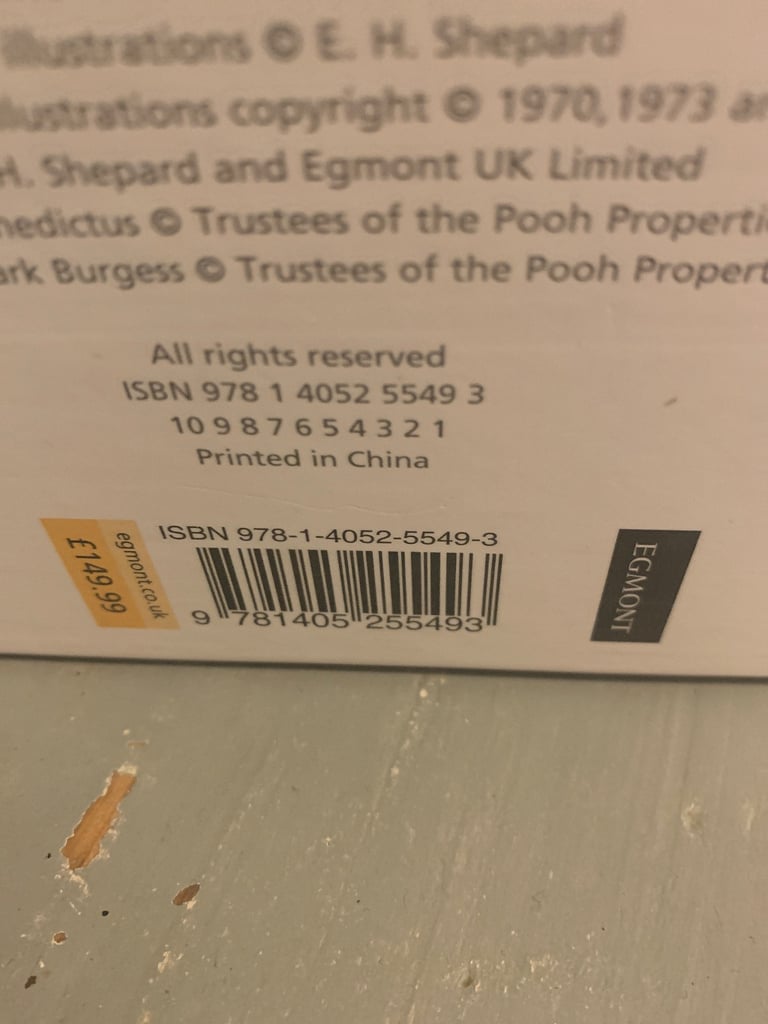 illustrations © E. H. Shepard
illustrations copyright © 1970, 1973
H. Shepard and Egmont UK Limited
nedictus © Trustees of the Pooh Properti
ark Burgess © Trustees of the Pooh Propert
All rights reserved
ISBN 978 1 4052 5549 3
10 9 8 7 6 5 4 3 2 1
Printed in China
egmont.co.uk
£149.99
ISBN 978-1-4052-5549-3
9 781405 255493
EGMONT